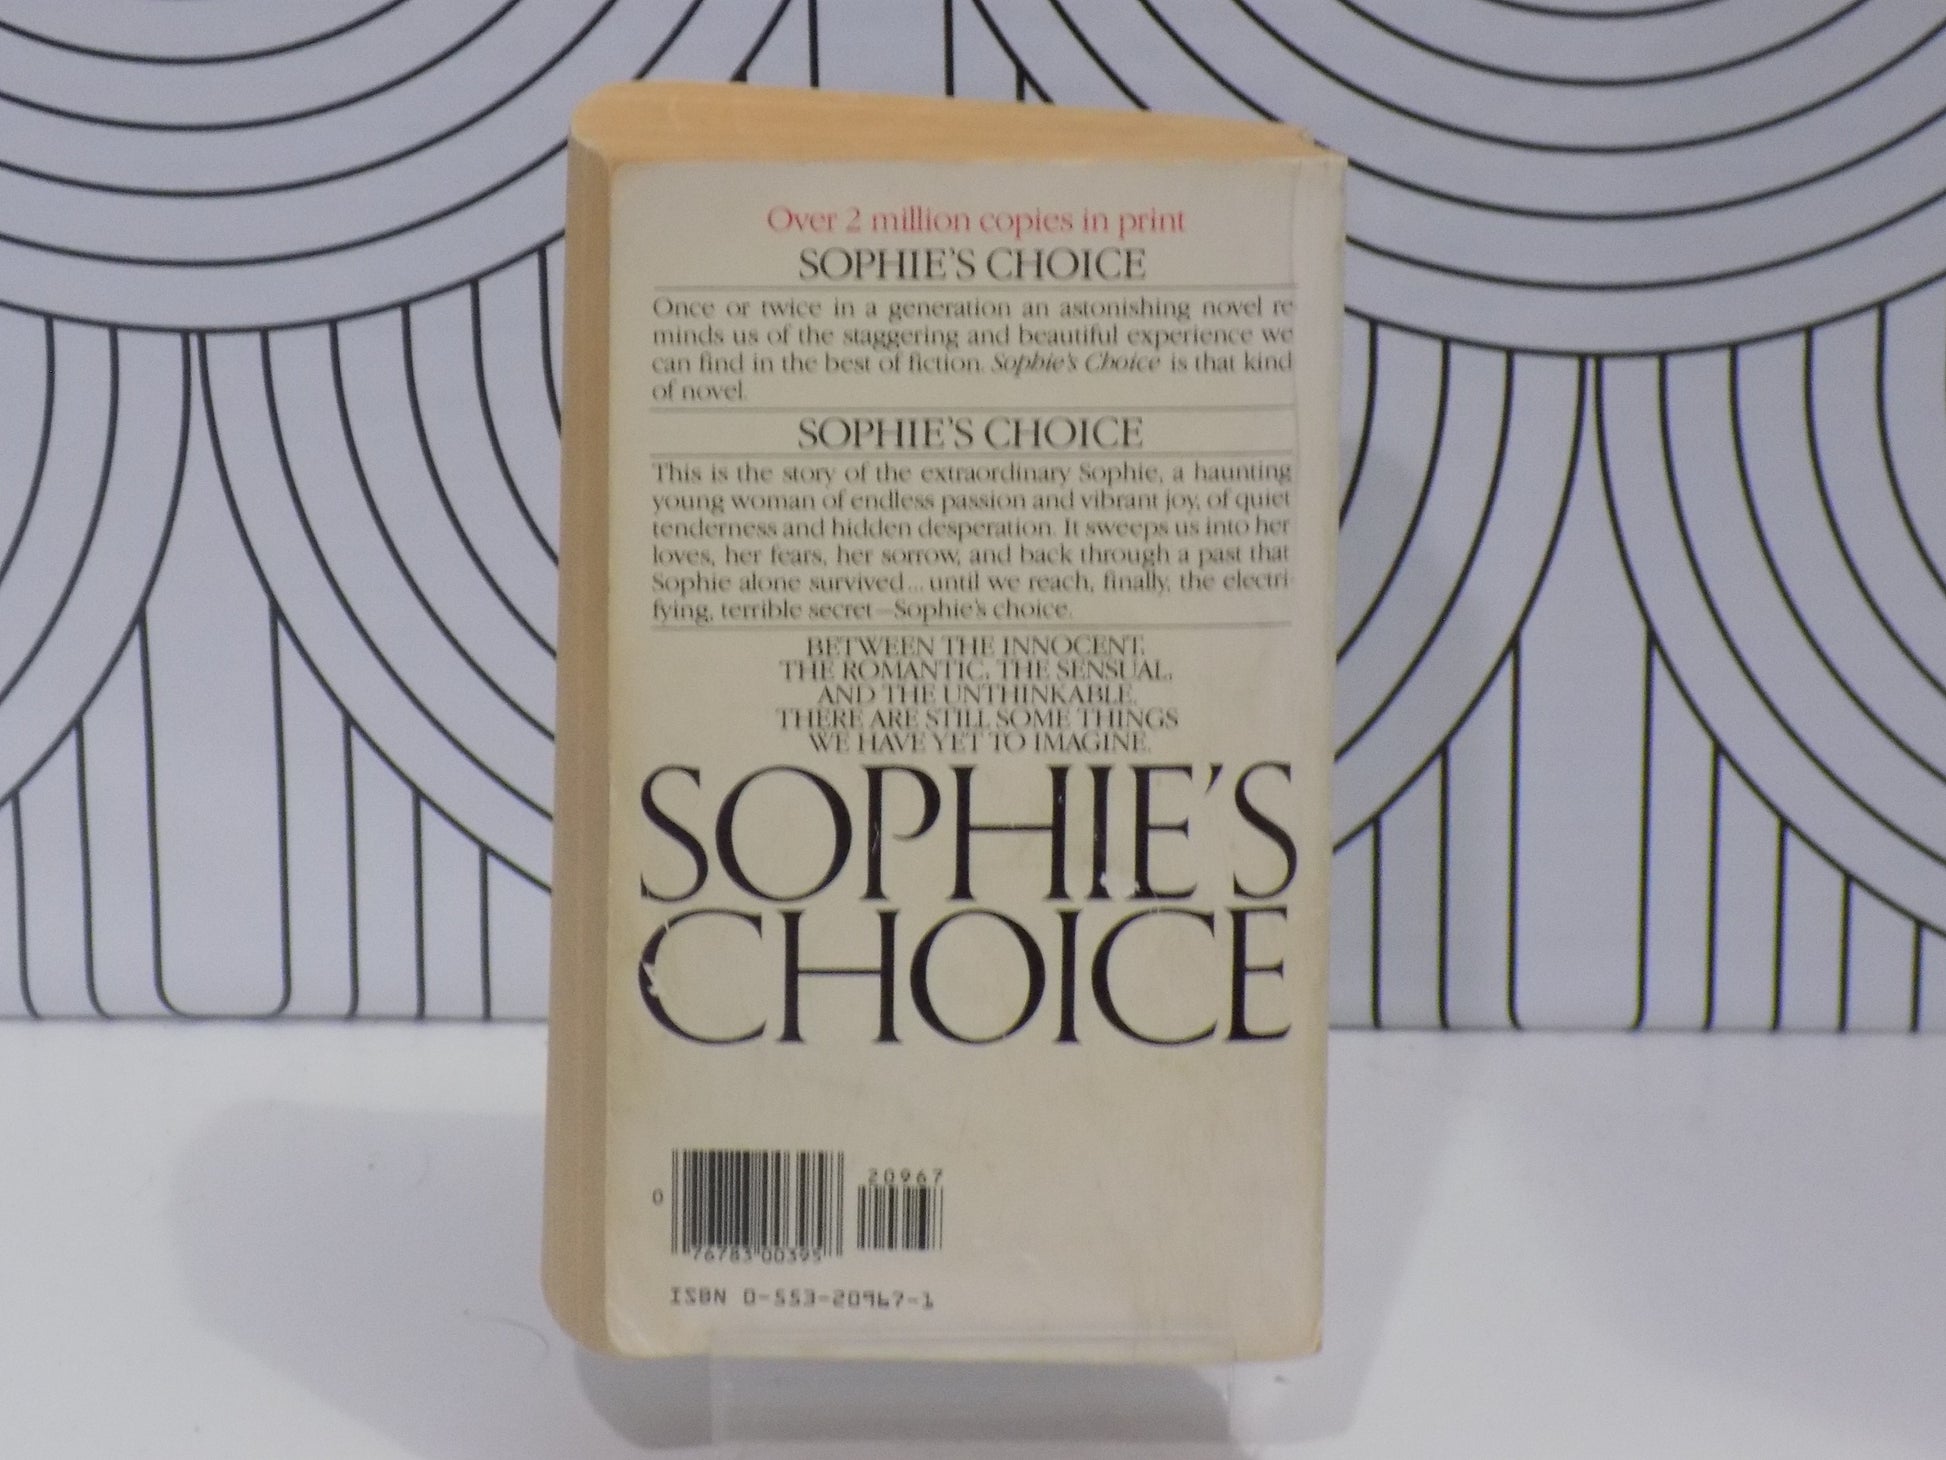 Over 2 million copies in print
SOPHIE'S CHOICE
Once or twice in a generation an astonishing novel re
minds us of the staggering and beautiful experience we
can find in the best of fiction. Sophie's Choice is that kind
of novel.
SOPHIE'S CHOICE
This is the story of the extraordinary Sophie, a haunting
young woman of endless passion and vibrant joy, of quiet
tenderness and hidden desperation. It sweeps us into her
loves, her fears, her sorrow, and back through a past that
Sophie alone survived... until we reach, finally, the electri-
fying, terrible secret—Sophie's choice.
BETWEEN THE INNOCENT,
THE ROMANTIC, THE SENSUAL,
AND THE UNTHINKABLE,
THERE ARE STILL SOME THINGS
WE HAVE YET TO IMAGINE.
SOPHIE'S
CHOICE
20967
0
76783 00395
ISBN 0-553-20967-1